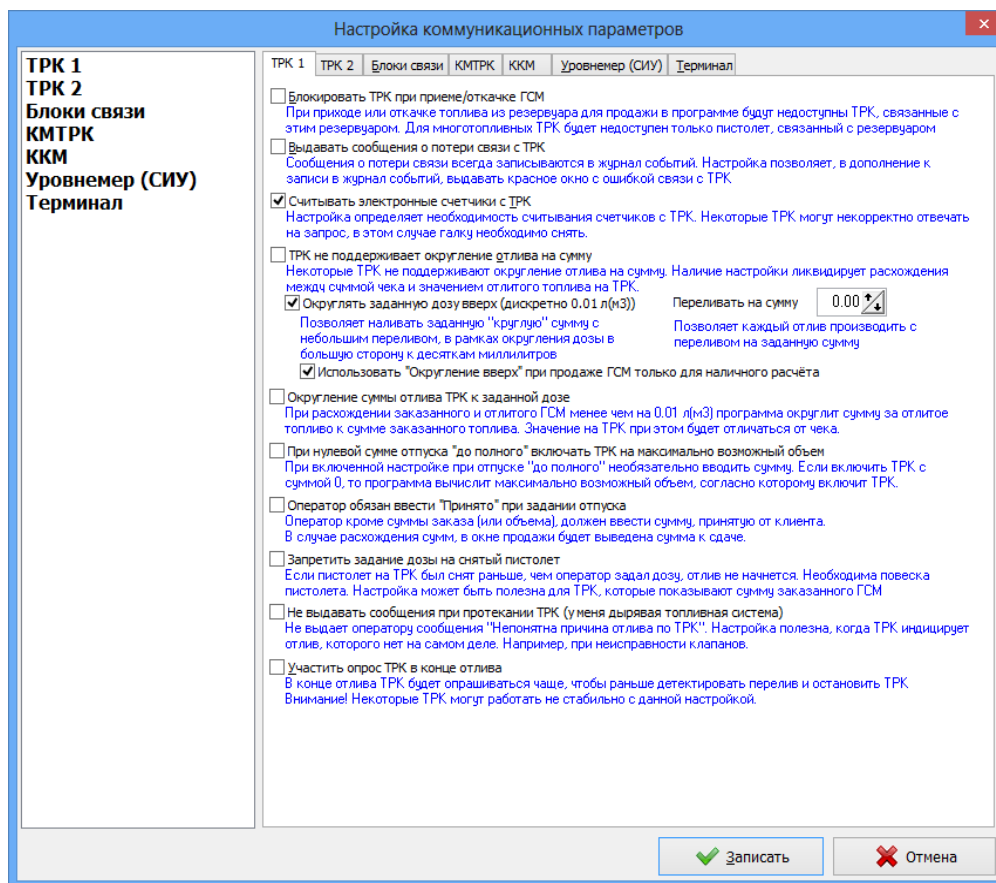 Настройка коммуникационных параметров
ТРК 1
ТРК 2
Блоки связи
КМТРК
ККМ
Уровнемер (СИУ)
Терминал
ТРК 1 ТРК 2 Блоки связи КМТРК ККМ Уровнемер (СИУ) Терминал
Блокировать ТРК при приеме/откачке ГСМ
При приходе или откачке топлива из резервуара для продажи в программе будут недоступны ТРК, связанные с
этим резервуаром. Для многотопливных ТРК будет недоступен только пистолет, связанный с резервуаром
Выдавать сообщения о потери связи с ТРК
Сообщения о потери связи всегда записываются в журнал событий. Настройка позволяет, в дополнение к
записи в журнал событий, выдавать красное окно с ошибкой связи с ТРК
Считывать электронные счетчики с ТРК
Настройка определяет необходимость считывания счетчиков с ТРК. Некоторые ТРК могут некорректно отвечать
на запрос, в этом случае галку необходимо снять.
ТРК не поддерживает округление отлива на сумму
Некоторые ТРК не поддерживают округление отлива на сумму. Наличие настройки ликвидирует расхождения
между суммой чека и значением отлитого топлива на ТРК.
Округлять заданную дозу вверх (дискретно 0.01 л(м3))
Позволяет наливать заданную "круглую" сумму с
небольшим переливом, в рамках округления дозы в
большую сторону к десяткам миллилитров
Переливать на сумму 0.00
Позволяет каждый отлив производить с
переливом на заданную сумму
Использовать "Округление вверх" при продаже ГСМ только для наличного расчёта
Округление суммы отлива ТРК к заданной дозе
При расхождении заказанного и отлитого ГСМ менее чем на 0.01 л(м3) программа округлит сумму за отлитое
топливо к сумме заказанного топлива. Значение на ТРК при этом будет отличаться от чека.
При нулевой сумме отпуска "до полного" включать ТРК на максимально возможный объем
При включенной настройке при отпуске "до полного" необязательно вводить сумму. Если включить ТРК с
суммой 0, то программа вычислит максимально возможный объем, согласно которому включит ТРК.
Оператор обязан ввести "Принято" при задании отпуска
Оператор кроме суммы заказа (или объема), должен ввести сумму, принятую от клиента.
В случае расхождения сумм, в окне продажи будет выведена сумма к сдаче.
Запретить задание дозы на снятый пистолет
Если пистолет на ТРК был снят раньше, чем оператор задал дозу, отлив не начнется. Необходима повеска
пистолета. Настройка может быть полезна для ТРК, которые показывают сумму заказанного ГСМ
Не выдавать сообщения при протекании ТРК (у меня дырявая топливная система)
Не выдает оператору сообщения "Непонятна причина отлива по ТРК". Настройка полезна, когда ТРК индицирует
отлив, которого нет на самом деле. Например, при неисправности клапанов.
Участить опрос ТРК в конце отлива
В конце отлива ТРК будет опрашиваться чаще, чтобы раньше детектировать перелив и остановить ТРК
Внимание! Некоторые ТРК могут работать не стабильно с данной настройкой.
Записать
Отмена